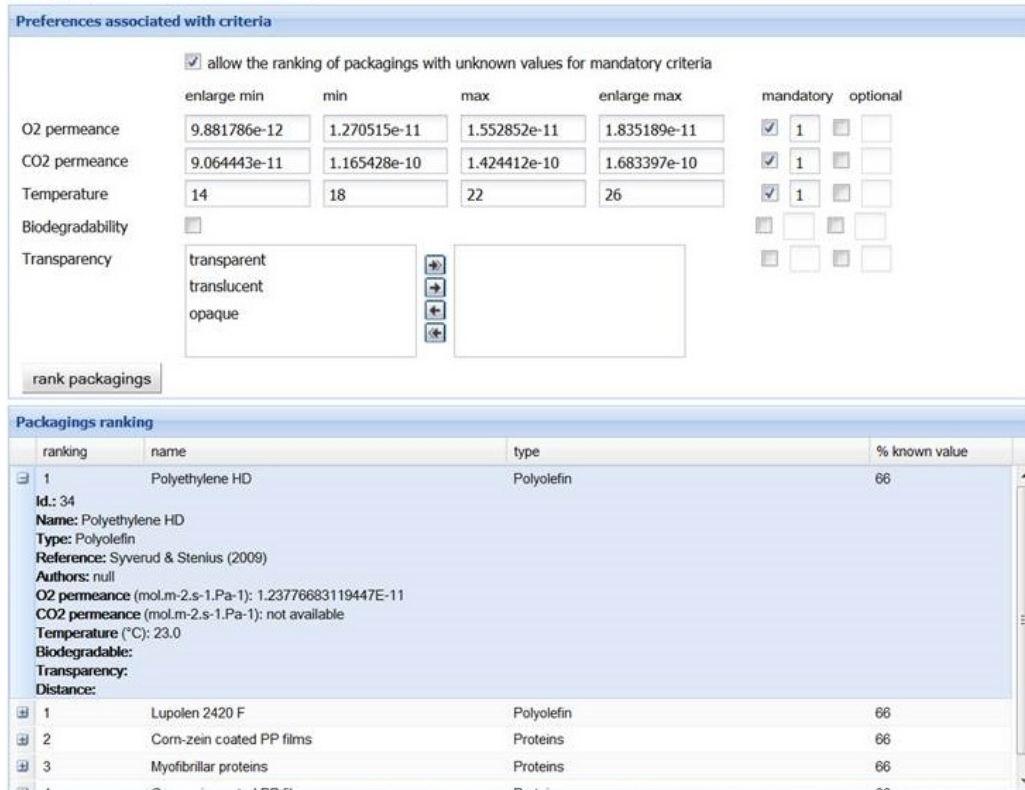 Preferences associated with criteria
allow the ranking of packagings with unknown values for mandatory criteria
enlarge min min max enlarge max mandatory optional
O2 permeance 9.881786e-12 1.270515e-11 1.552852e-11 1.835189e-11 1
CO2 permeance 9.064443e-11 1.165428e-10 1.424412e-10 1.683397e-10 1
Temperature 14 18 22 26 1
Biodegradability
Transparency transparent
translucent
opaque
rank packagings
Packagings ranking
ranking name type % known value
1 Polyethylene HD Polyolefin 66
Id.: 34
Name: Polyethylene HD
Type: Polyolefin
Reference: Syverud & Stenius (2009)
Authors: null
O2 permeance (mol.m-2.s-1.Pa-1): 1.23776683119447E-11
CO2 permeance (mol.m-2.s-1.Pa-1): not available
Temperature (°C): 23.0
Biodegradable:
Transparency:
Distance:
1 Lupolen 2420 F Polyolefin 66
2 Corn-zein coated PP films Proteins 66
3 Myofibrillar proteins Proteins 66